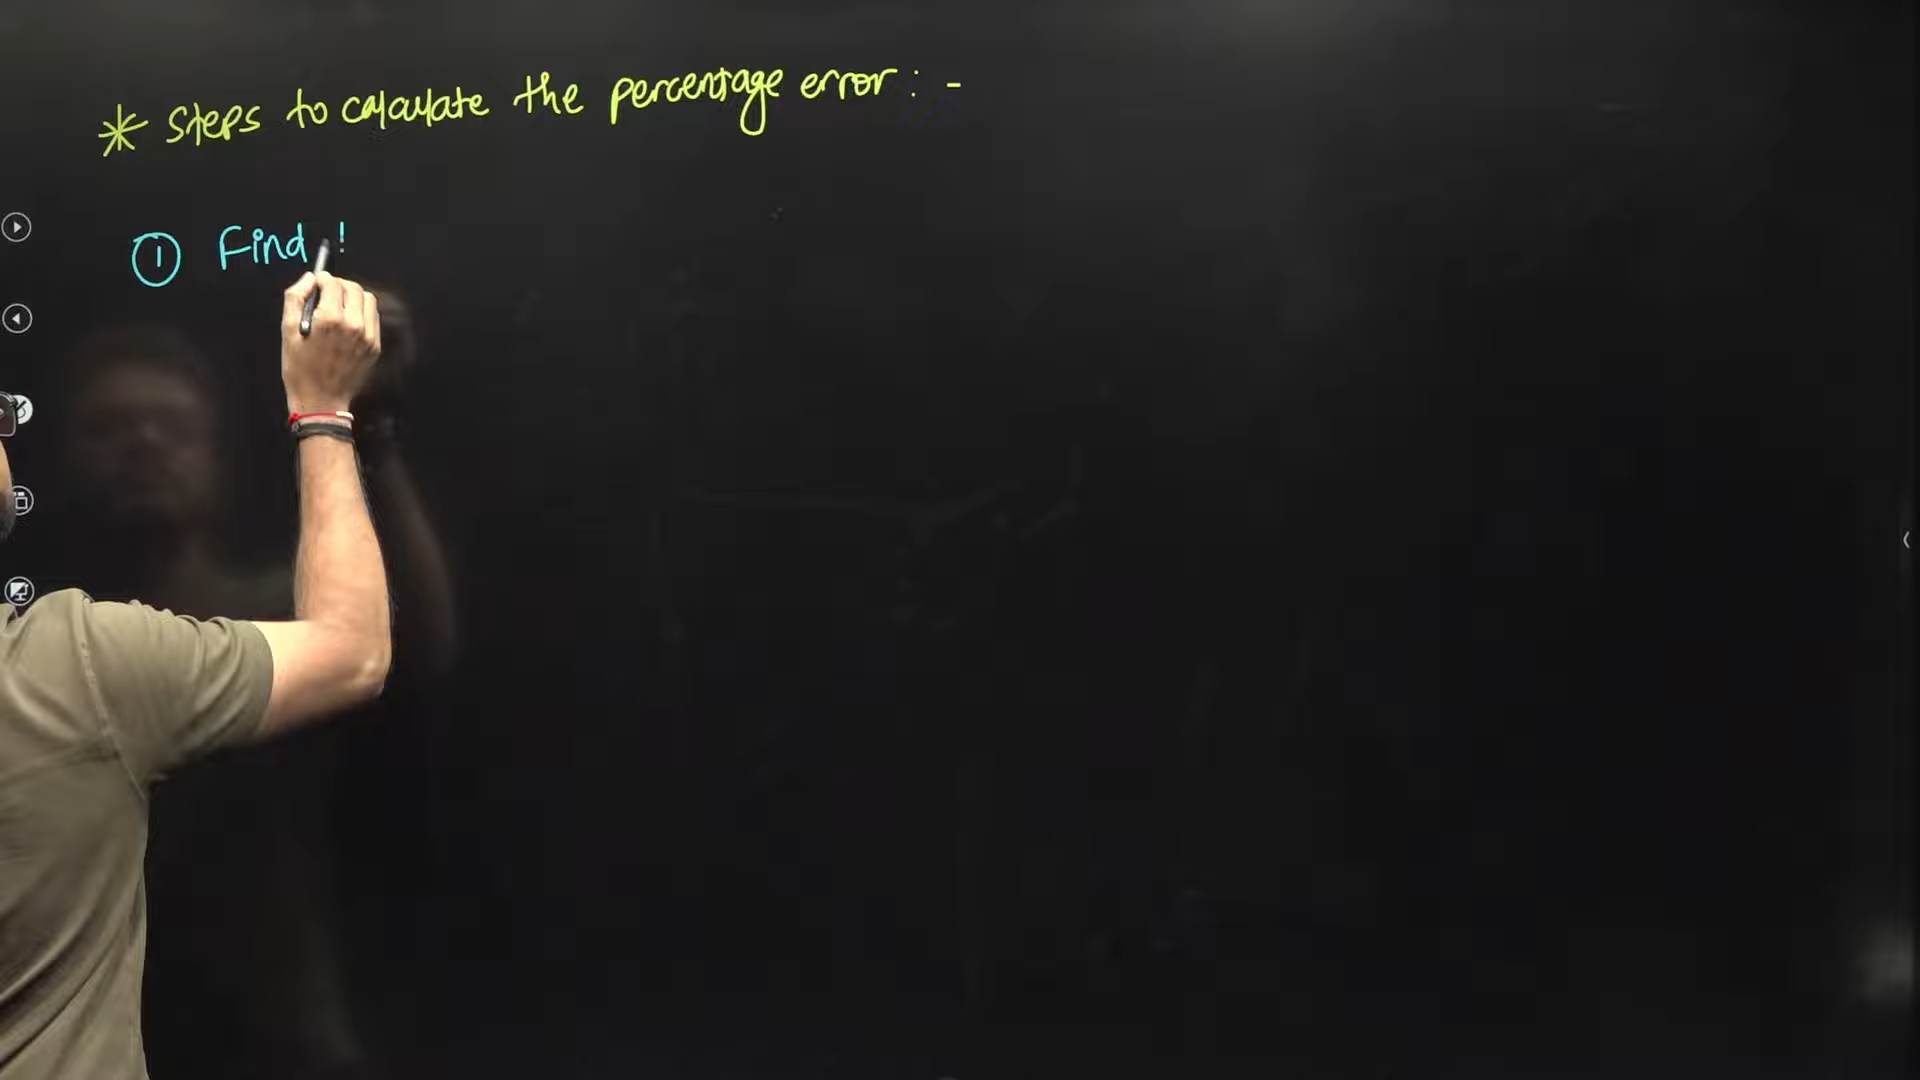 * Steps to calculate the percentage error : -
① Find